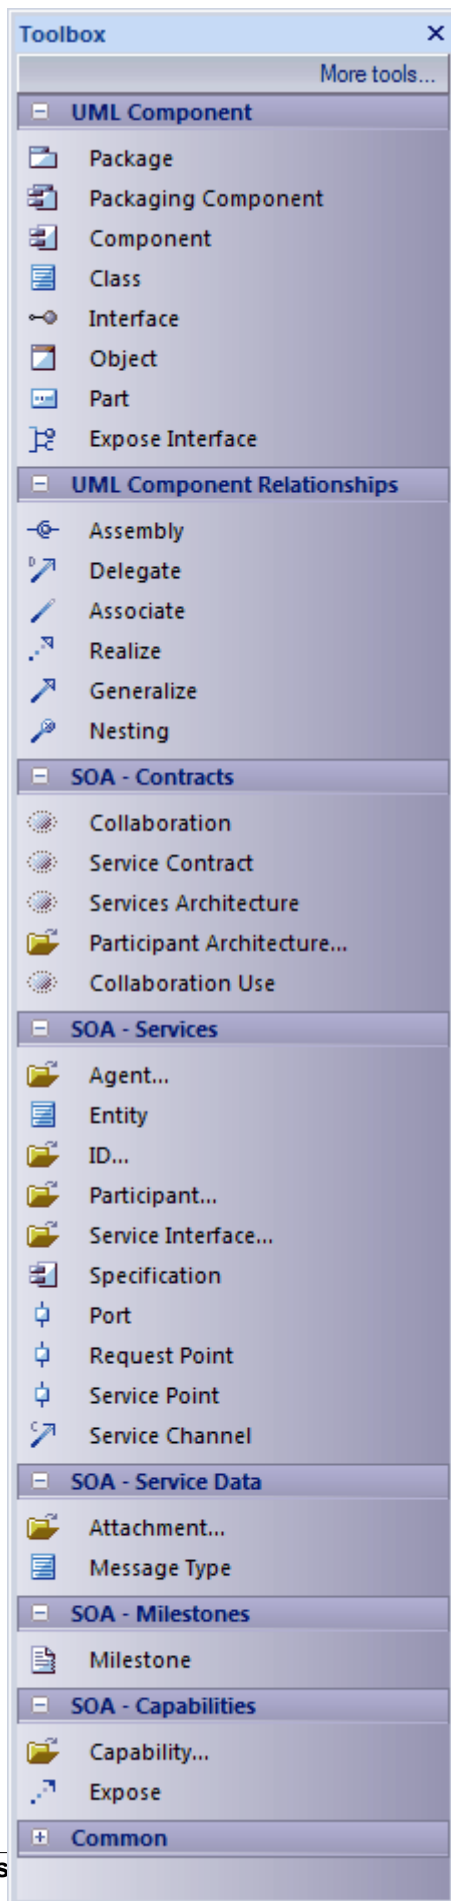 Toolbox
More tools...
UML Component
Package
Packaging Component
Component
Class
Interface
Object
Part
Expose Interface
UML Component Relationships
Assembly
Delegate
Associate
Realize
Generalize
Nesting
SOA - Contracts
Collaboration
Service Contract
Services Architecture
Participant Architecture...
Collaboration Use
SOA - Services
Agent...
Entity
ID...
Participant...
Service Interface...
Specification
Port
Request Point
Service Point
Service Channel
SOA - Service Data
Attachment...
Message Type
SOA - Milestones
Milestone
SOA - Capabilities
Capability...
Expose
Common
s